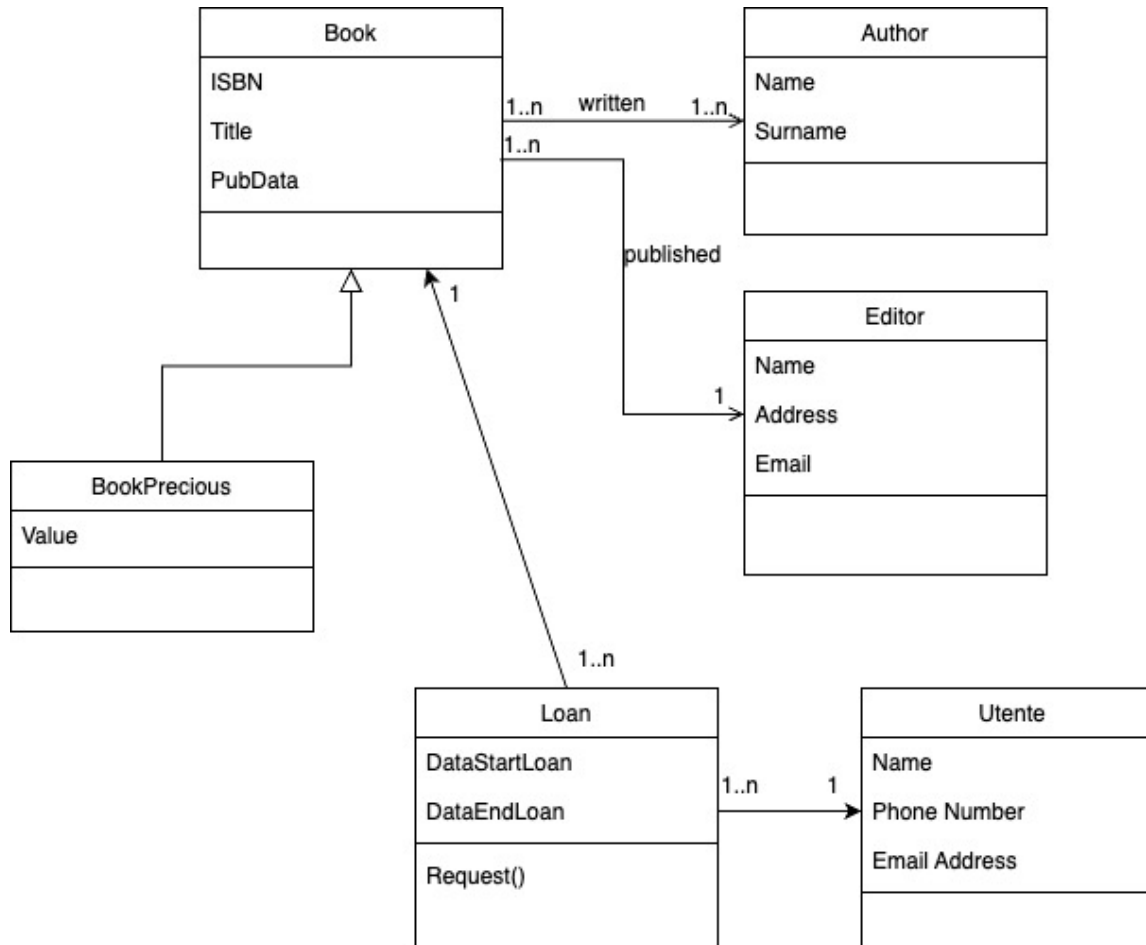 Book
ISBN
Title
PubData
Author
Name
Surname
1..n written 1..n
1..n
published
1
Editor
Name
Address
Email
1
BookPrecious
Value
1..n
Loan
DataStartLoan
DataEndLoan
Request()
1..n 1
Utente
Name
Phone Number
Email Address